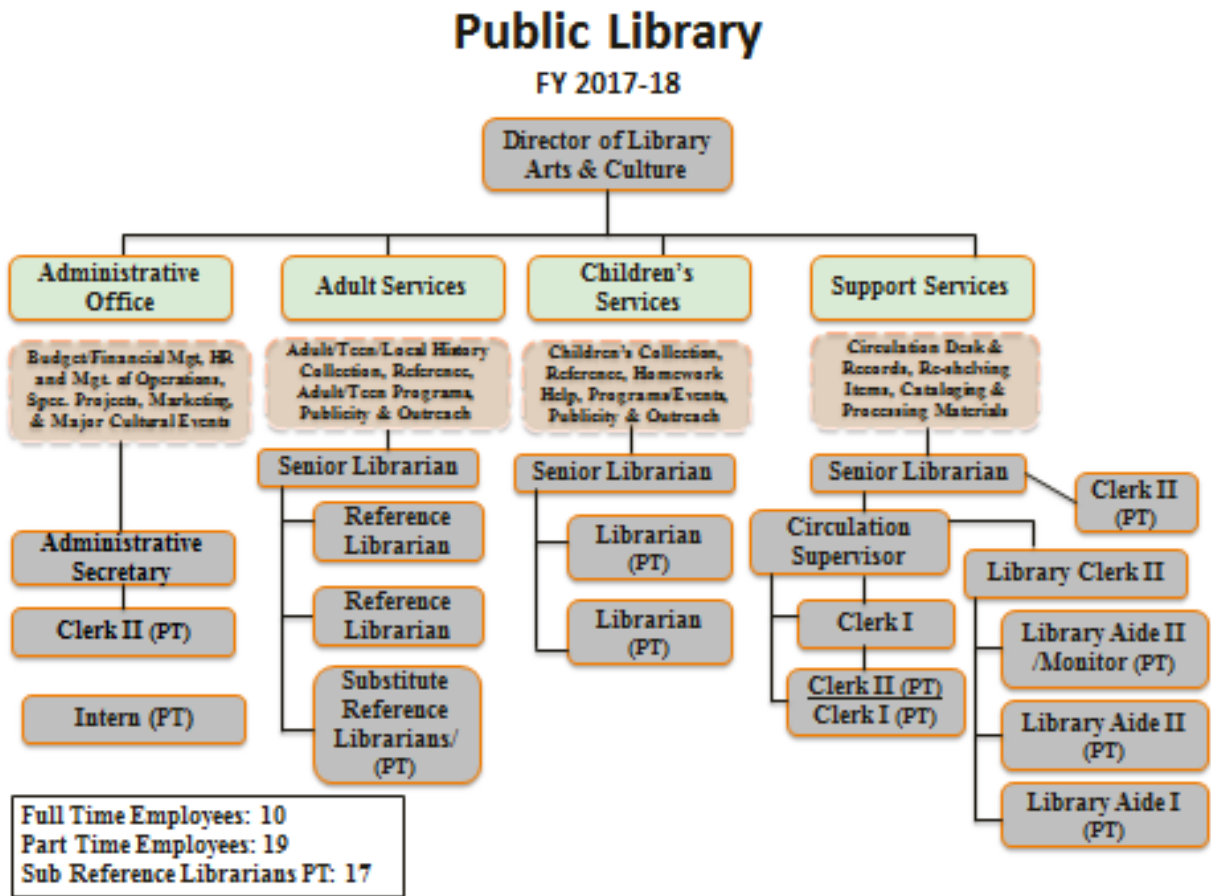 Public Library
FY 2017-18
Director of Library
Arts & Culture
Administrative
Office
Adult Services
Children's
Services
Support Services
Budget/Financial Mgt, HR
and Mgt. of Operations,
Spec. Projects, Marketing,
& Major Cultural Events
Adult/Teen/Local History
Collection, Reference,
Adult/Teen Programs,
Publicity & Outreach
Children's Collection,
Reference, Homework
Help, Programs/Events,
Publicity & Outreach
Circulation Desk &
Records, Re-shelving
Items, Cataloging &
Processing Materials
Administrative
Secretary
Clerk II (PT)
Intern (PT)
Senior Librarian
Reference
Librarian
Reference
Librarian
Substitute
Reference
Librarians/
(PT)
Senior Librarian
Librarian
(PT)
Librarian
(PT)
Senior Librarian
Clerk II
(PT)
Circulation
Supervisor
Clerk I
Clerk II (PT)
Clerk I (PT)
Library Clerk II
Library Aide II
/Monitor (PT)
Library Aide II
(PT)
Library Aide I
(PT)
Full Time Employees: 10
Part Time Employees: 19
Sub Reference Librarians PT: 17